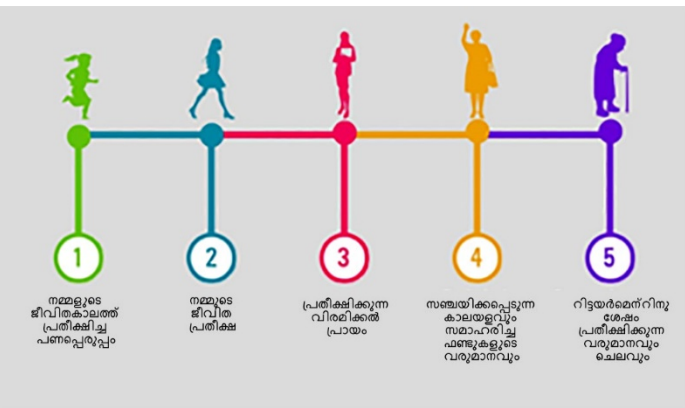 1
2
3
4
5
നമ്മളുടെ
ജീവിതകാലത്ത്
പ്രതീക്ഷിച്ച
പണപ്പെരുപ്പം
നമ്മുടെ
ജീവിത
പ്രതീക്ഷ
പ്രതീക്ഷിക്കുന്ന
വിരമിക്കൽ
പ്രായം
സഞ്ചയിക്കപ്പെടുന്ന
കാലയളവും
സമാഹരിച്ച
ഫണ്ടുകളുടെ
വരുമാനവും
റിട്ടയർമെന്റിനു
ശേഷം
പ്രതീക്ഷിക്കുന്ന
വരുമാനവും
ചെലവും